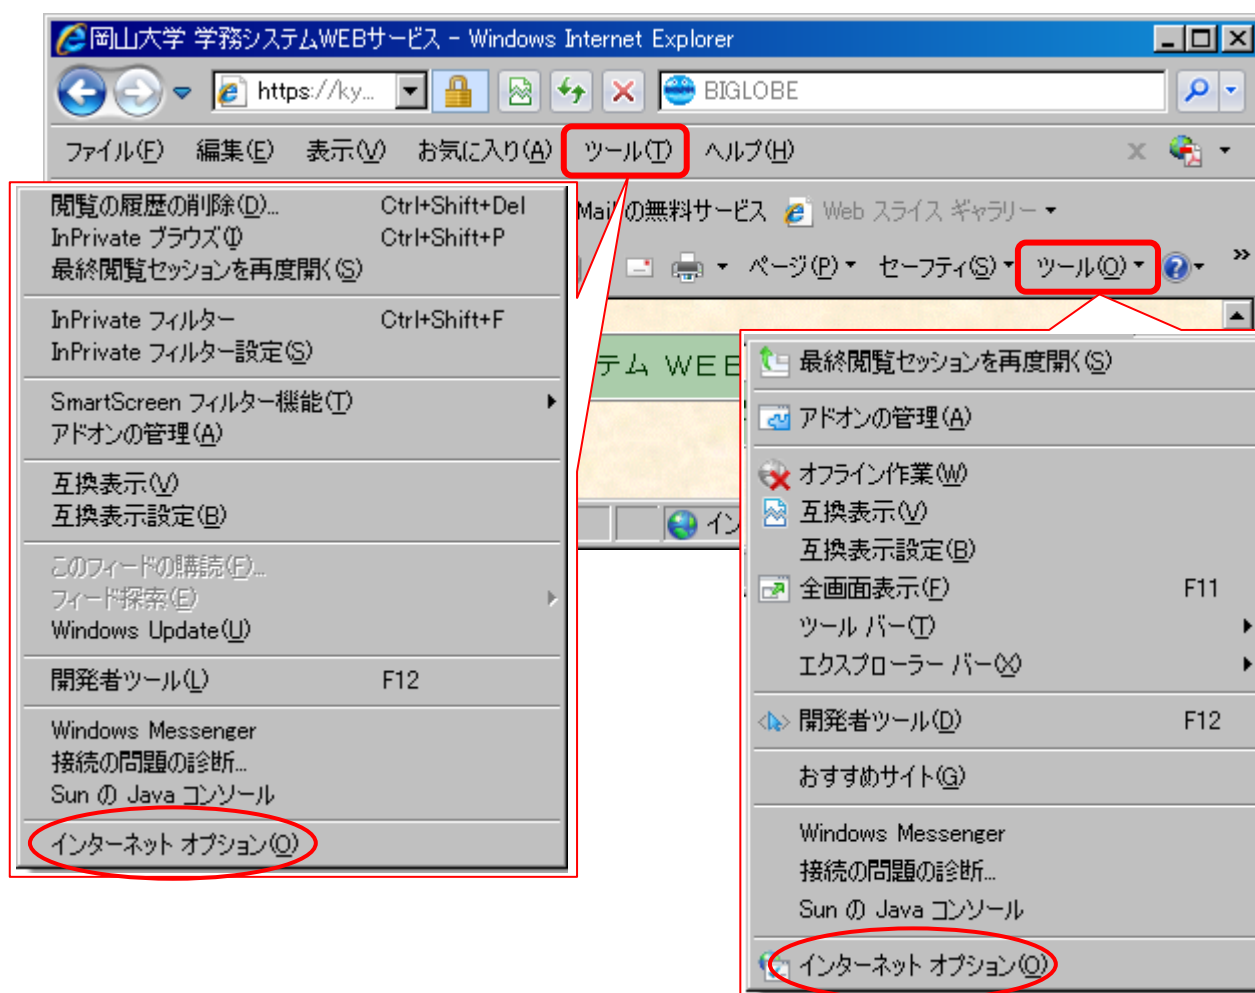 岡山大学 学務システムWEBサービス - Windows Internet Explorer
https://ky... BIGLOBE
ファイル(F) 編集(E) 表示(V) お気に入り(A) ツール(T) ヘルプ(H)
Mail の無料サービス Web スライス ギャラリー
ページ(P) セーフティ(S) ツール(O) »
テム WEB
イン
閲覧の履歴の削除(D)... Ctrl+Shift+Del
InPrivate ブラウズ(I) Ctrl+Shift+P
最終閲覧セッションを再度開く(S)
InPrivate フィルター Ctrl+Shift+F
InPrivate フィルター設定(S)
SmartScreen フィルター機能(T)
アドオンの管理(A)
互換表示(V)
互換表示設定(B)
このフィードの購読(F)...
フィード探索(E)
Windows Update(U)
開発者ツール(L) F12
Windows Messenger
接続の問題の診断...
Sun の Java コンソール
インターネット オプション(O)
最終閲覧セッションを再度開く(S)
アドオンの管理(A)
オフライン作業(W)
互換表示(V)
互換表示設定(B)
全画面表示(F) F11
ツール バー(T)
エクスプローラー バー(X)
開発者ツール(D) F12
おすすめサイト(G)
Windows Messenger
接続の問題の診断...
Sun の Java コンソール
インターネット オプション(O)